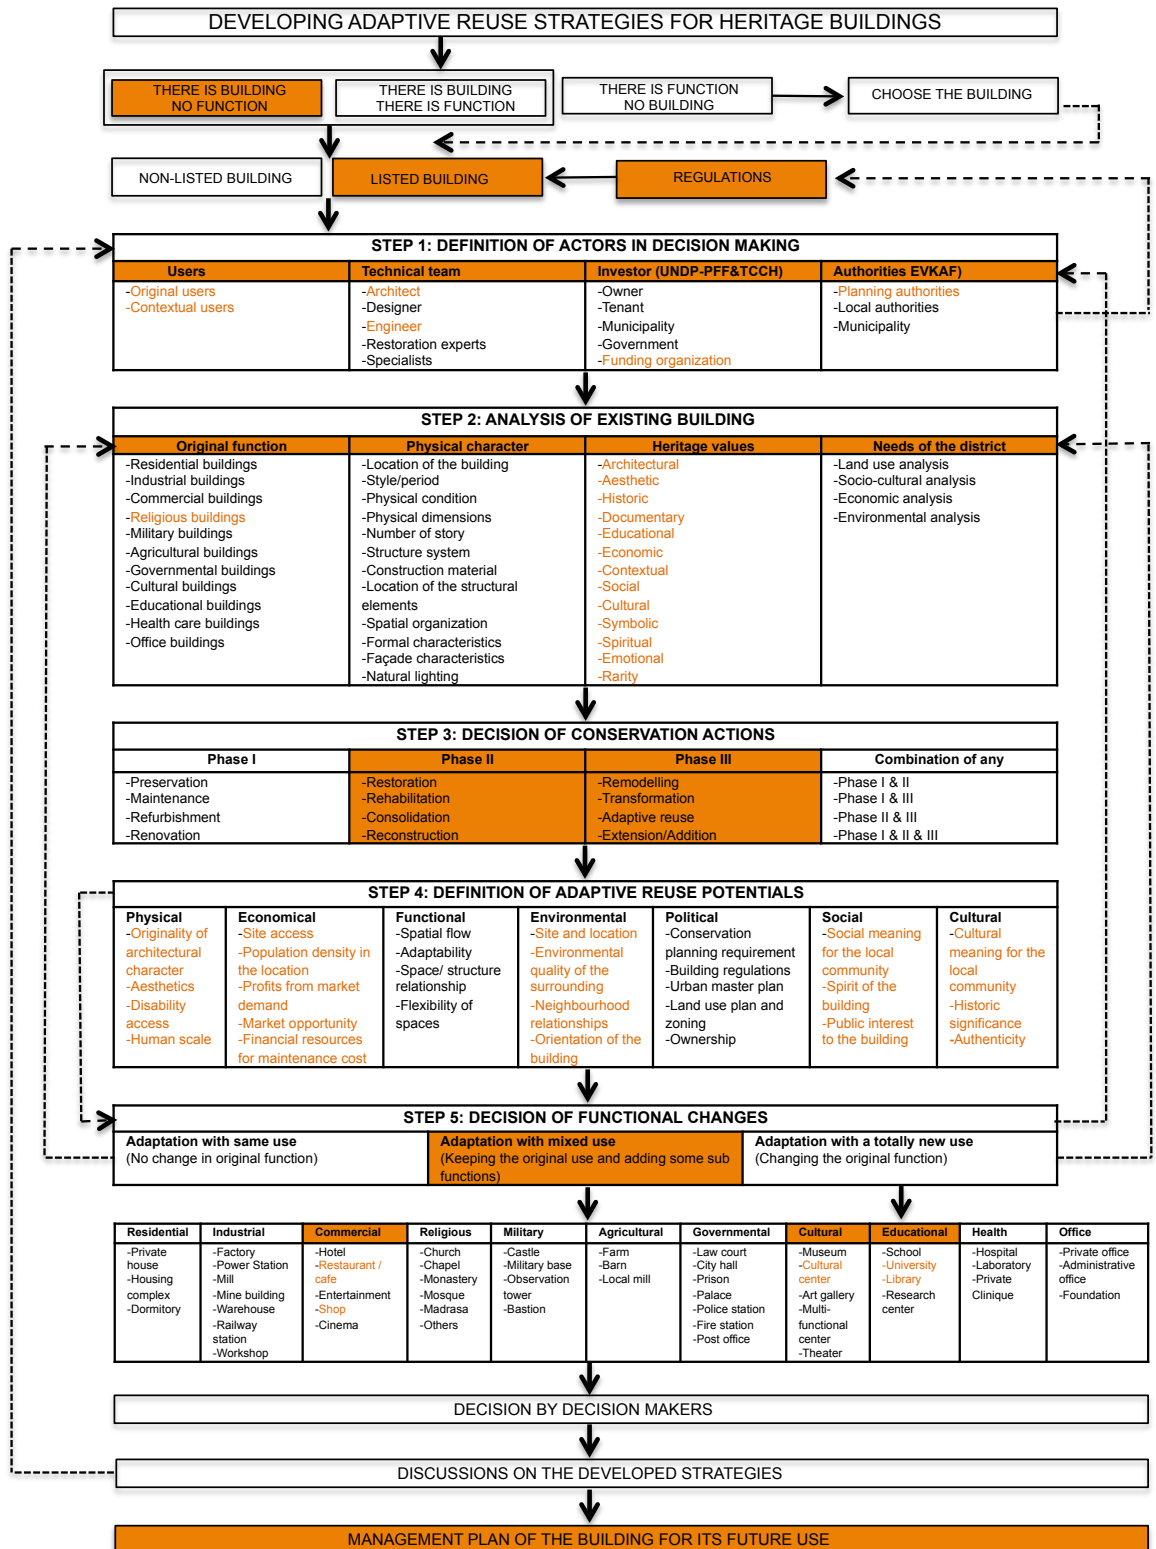 DEVELOPING ADAPTIVE REUSE STRATEGIES FOR HERITAGE BUILDINGS
THERE IS BUILDING
NO FUNCTION
THERE IS BUILDING
THERE IS FUNCTION
THERE IS FUNCTION
NO BUILDING
CHOOSE THE BUILDING
NON-LISTED BUILDING
LISTED BUILDING
REGULATIONS
STEP 1: DEFINITION OF ACTORS IN DECISION MAKING
Users
-Original users
-Contextual users
Technical team
-Architect
-Designer
-Engineer
-Restoration experts
-Specialists
Investor (UNDP-PFF&TCCH)
-Owner
-Tenant
-Municipality
-Government
-Funding organization
Authorities EVKAF)
-Planning authorities
-Local authorities
-Municipality
STEP 2: ANALYSIS OF EXISTING BUILDING
Original function
-Residential buildings
-Industrial buildings
-Commercial buildings
-Religious buildings
-Military buildings
-Agricultural buildings
-Governmental buildings
-Cultural buildings
-Educational buildings
-Health care buildings
-Office buildings
Physical character
-Location of the building
-Style/period
-Physical condition
-Physical dimensions
-Number of story
-Structure system
-Construction material
-Location of the structural
elements
-Spatial organization
-Formal characteristics
-Façade characteristics
-Natural lighting
Heritage values
-Architectural
-Aesthetic
-Historic
-Documentary
-Educational
-Economic
-Contextual
-Social
-Cultural
-Symbolic
-Spiritual
-Emotional
-Rarity
Needs of the district
-Land use analysis
-Socio-cultural analysis
-Economic analysis
-Environmental analysis
STEP 3: DECISION OF CONSERVATION ACTIONS
Phase I
-Preservation
-Maintenance
-Refurbishment
-Renovation
Phase II
-Restoration
-Rehabilitation
-Consolidation
-Reconstruction
Phase III
-Remodelling
-Transformation
-Adaptive reuse
-Extension/Addition
Combination of any
-Phase I & II
-Phase I & III
-Phase II & III
-Phase I & II & III
STEP 4: DEFINITION OF ADAPTIVE REUSE POTENTIALS
Physical
-Originality of
architectural
character
-Aesthetics
-Disability
access
-Human scale
Economical
-Site access
-Population density in
the location
-Profits from market
demand
-Market opportunity
-Financial resources
for maintenance cost
Functional
-Spatial flow
-Adaptability
-Space/ structure
relationship
-Flexibility of
spaces
Environmental
-Site and location
-Environmental
quality of the
surrounding
-Neighbourhood
relationships
-Orientation of the
building
Political
-Conservation
planning requirement
-Building regulations
-Urban master plan
-Land use plan and
zoning
-Ownership
Social
-Social meaning
for the local
community
-Spirit of the
building
-Public interest
to the building
Cultural
-Cultural
meaning for the
local
community
-Historic
significance
-Authenticity
STEP 5: DECISION OF FUNCTIONAL CHANGES
Adaptation with same use
(No change in original function)
Adaptation with mixed use
(Keeping the original use and adding some sub
functions)
Adaptation with a totally new use
(Changing the original function)
Residential
-Private
house
-Housing
complex
-Dormitory
Industrial
-Factory
-Power Station
-Mill
-Mine building
-Warehouse
-Railway
station
-Workshop
Commercial
-Hotel
-Restaurant /
cafe
-Entertainment
-Shop
-Cinema
Religious
-Church
-Chapel
-Monastery
-Mosque
-Madrasa
-Others
Military
-Castle
-Military base
-Observation
tower
-Bastion
Agricultural
-Farm
-Barn
-Local mill
Governmental
-Law court
-City hall
-Prison
-Palace
-Police station
-Fire station
-Post office
Cultural
-Museum
-Cultural
center
-Art gallery
-Multi-
functional
center
-Theater
Educational
-School
-University
-Library
-Research
center
Health
-Hospital
-Laboratory
-Private
Clinique
Office
-Private office
-Administrative
office
-Foundation
DECISION BY DECISION MAKERS
DISCUSSIONS ON THE DEVELOPED STRATEGIES
MANAGEMENT PLAN OF THE BUILDING FOR ITS FUTURE USE